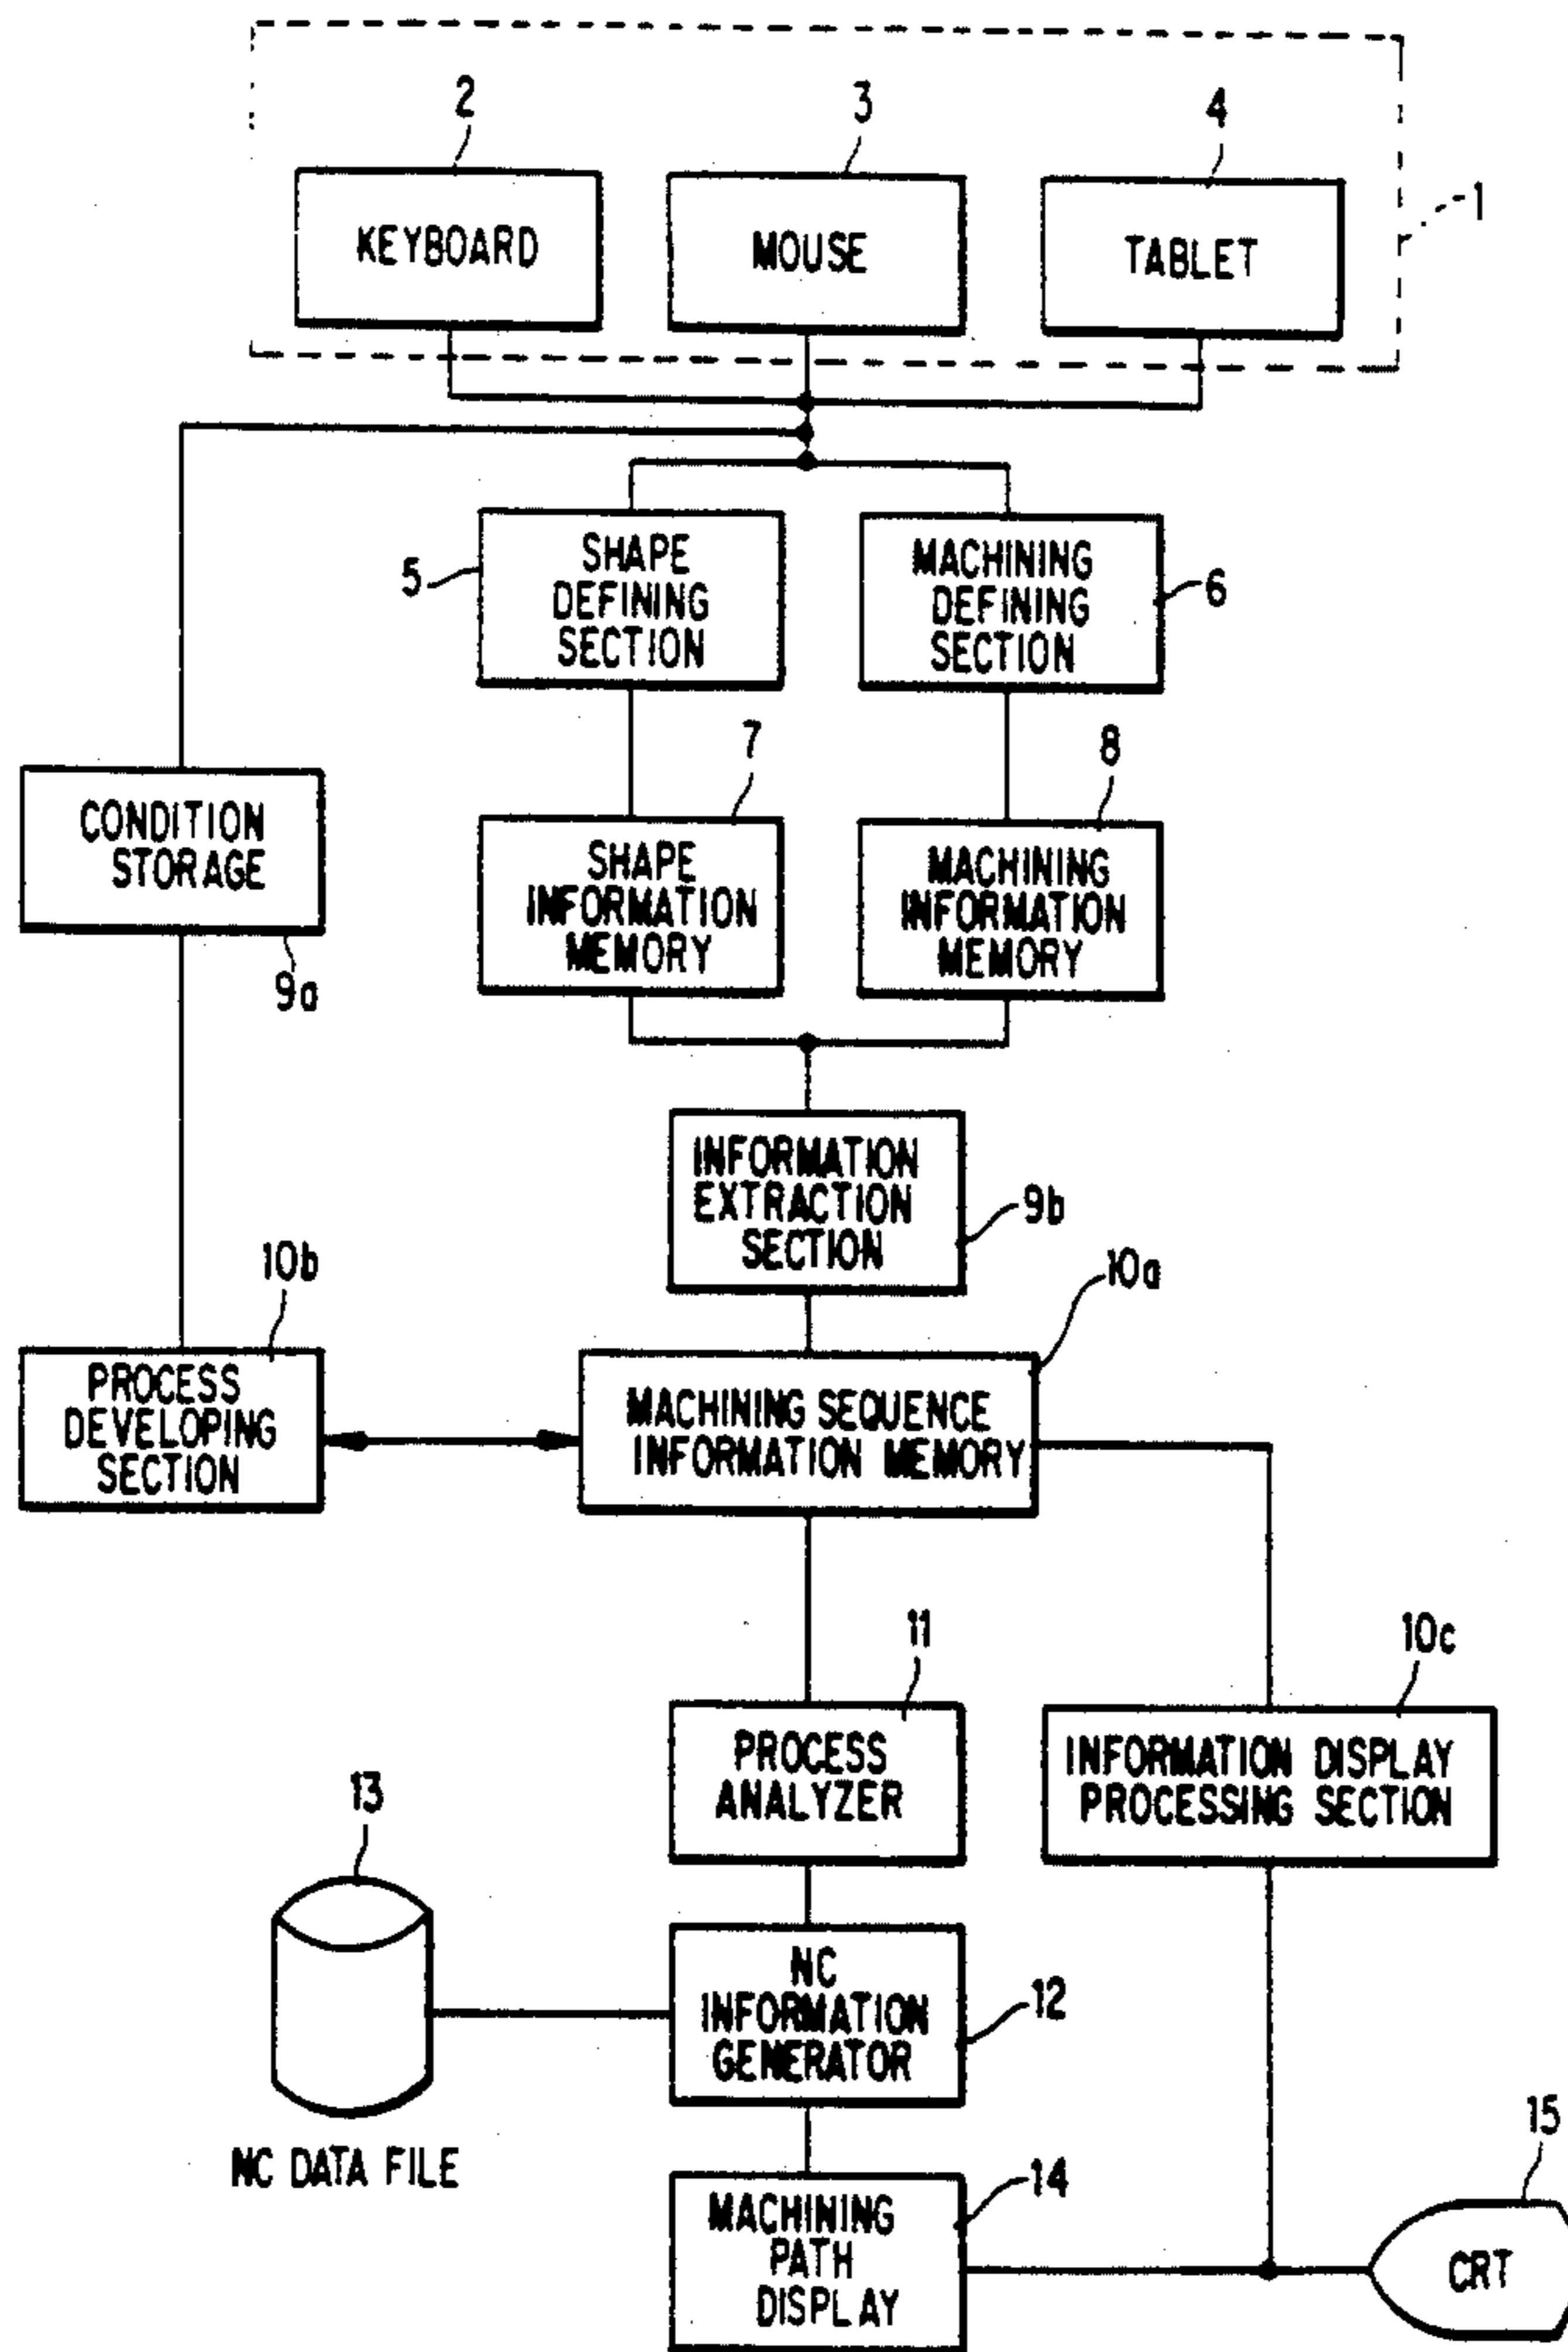 2
3
4
1
KEYBOARD
MOUSE
TABLET
5
SHAPE
DEFINING
SECTION
MACHINING
DEFINING
SECTION
6
7
8
CONDITION
STORAGE
9a
SHAPE
INFORMATION
MEMORY
MACHINING
INFORMATION
MEMORY
INFORMATION
EXTRACTION
SECTION
9b
10b
10a
PROCESS
DEVELOPING
SECTION
MACHINING SEQUENCE
INFORMATION MEMORY
11
10c
PROCESS
ANALYZER
INFORMATION DISPLAY
PROCESSING SECTION
13
NC
INFORMATION
GENERATOR
12
NC DATA FILE
14
15
MACHINING
PATH
DISPLAY
CRT